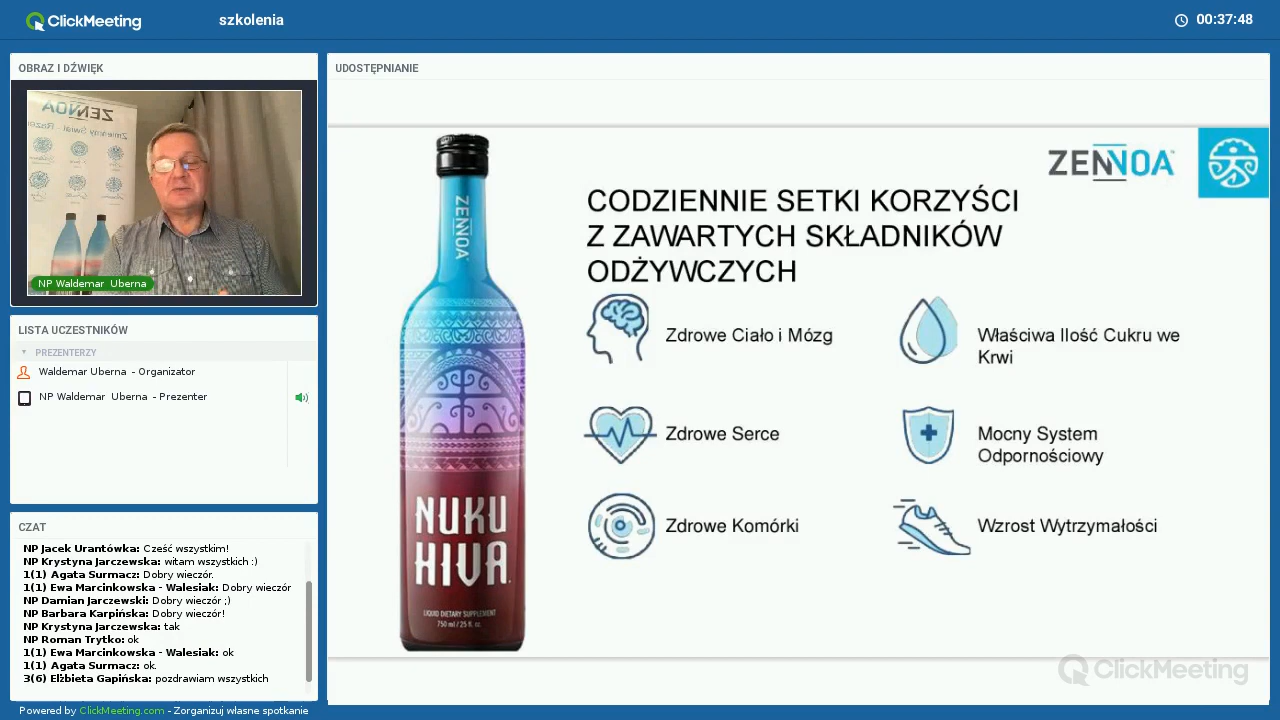 ClickMeeting
szkolenia
00:37:48
OBRAZ I DŹWIĘK
ZENNOA
NP Waldemar Uberna
LISTA UCZESTNIKÓW
PREZENTERZY
Waldemar Uberna - Organizator
NP Waldemar Uberna - Prezenter
CZAT
NP Jacek Urantówka: Cześć wszystkim!
NP Krystyna Jarczewska: witam wszystkich :)
1(1) Agata Surmacz: Dobry wieczór.
1(1) Ewa Marcinkowska - Walesiak: Dobry wieczór
NP Damian Jarczewski: Dobry wieczór ;)
NP Barbara Karpińska: Dobry wieczór!
NP Krystyna Jarczewska: tak
NP Roman Trytko: ok
1(1) Ewa Marcinkowska - Walesiak: ok
1(1) Agata Surmacz: ok.
3(6) Elżbieta Gapińska: pozdrawiam wszystkich
Powered by ClickMeeting.com - Zorganizuj własne spotkanie
UDOSTĘPNIANIE
ZENNOA
NUKU
HIVA
LIQUID DIETARY SUPPLEMENT
750 ml / 25 fl. oz.
ZENNOA™
CODZIENNIE SETKI KORZYŚCI
Z ZAWARTYCH SKŁADNIKÓW
ODŻYWCZYCH
Zdrowe Ciało i Mózg
Właściwa Ilość Cukru we
Krwi
Zdrowe Serce
Mocny System
Odpornościowy
Zdrowe Komórki
Wzrost Wytrzymałości
ClickMeeting